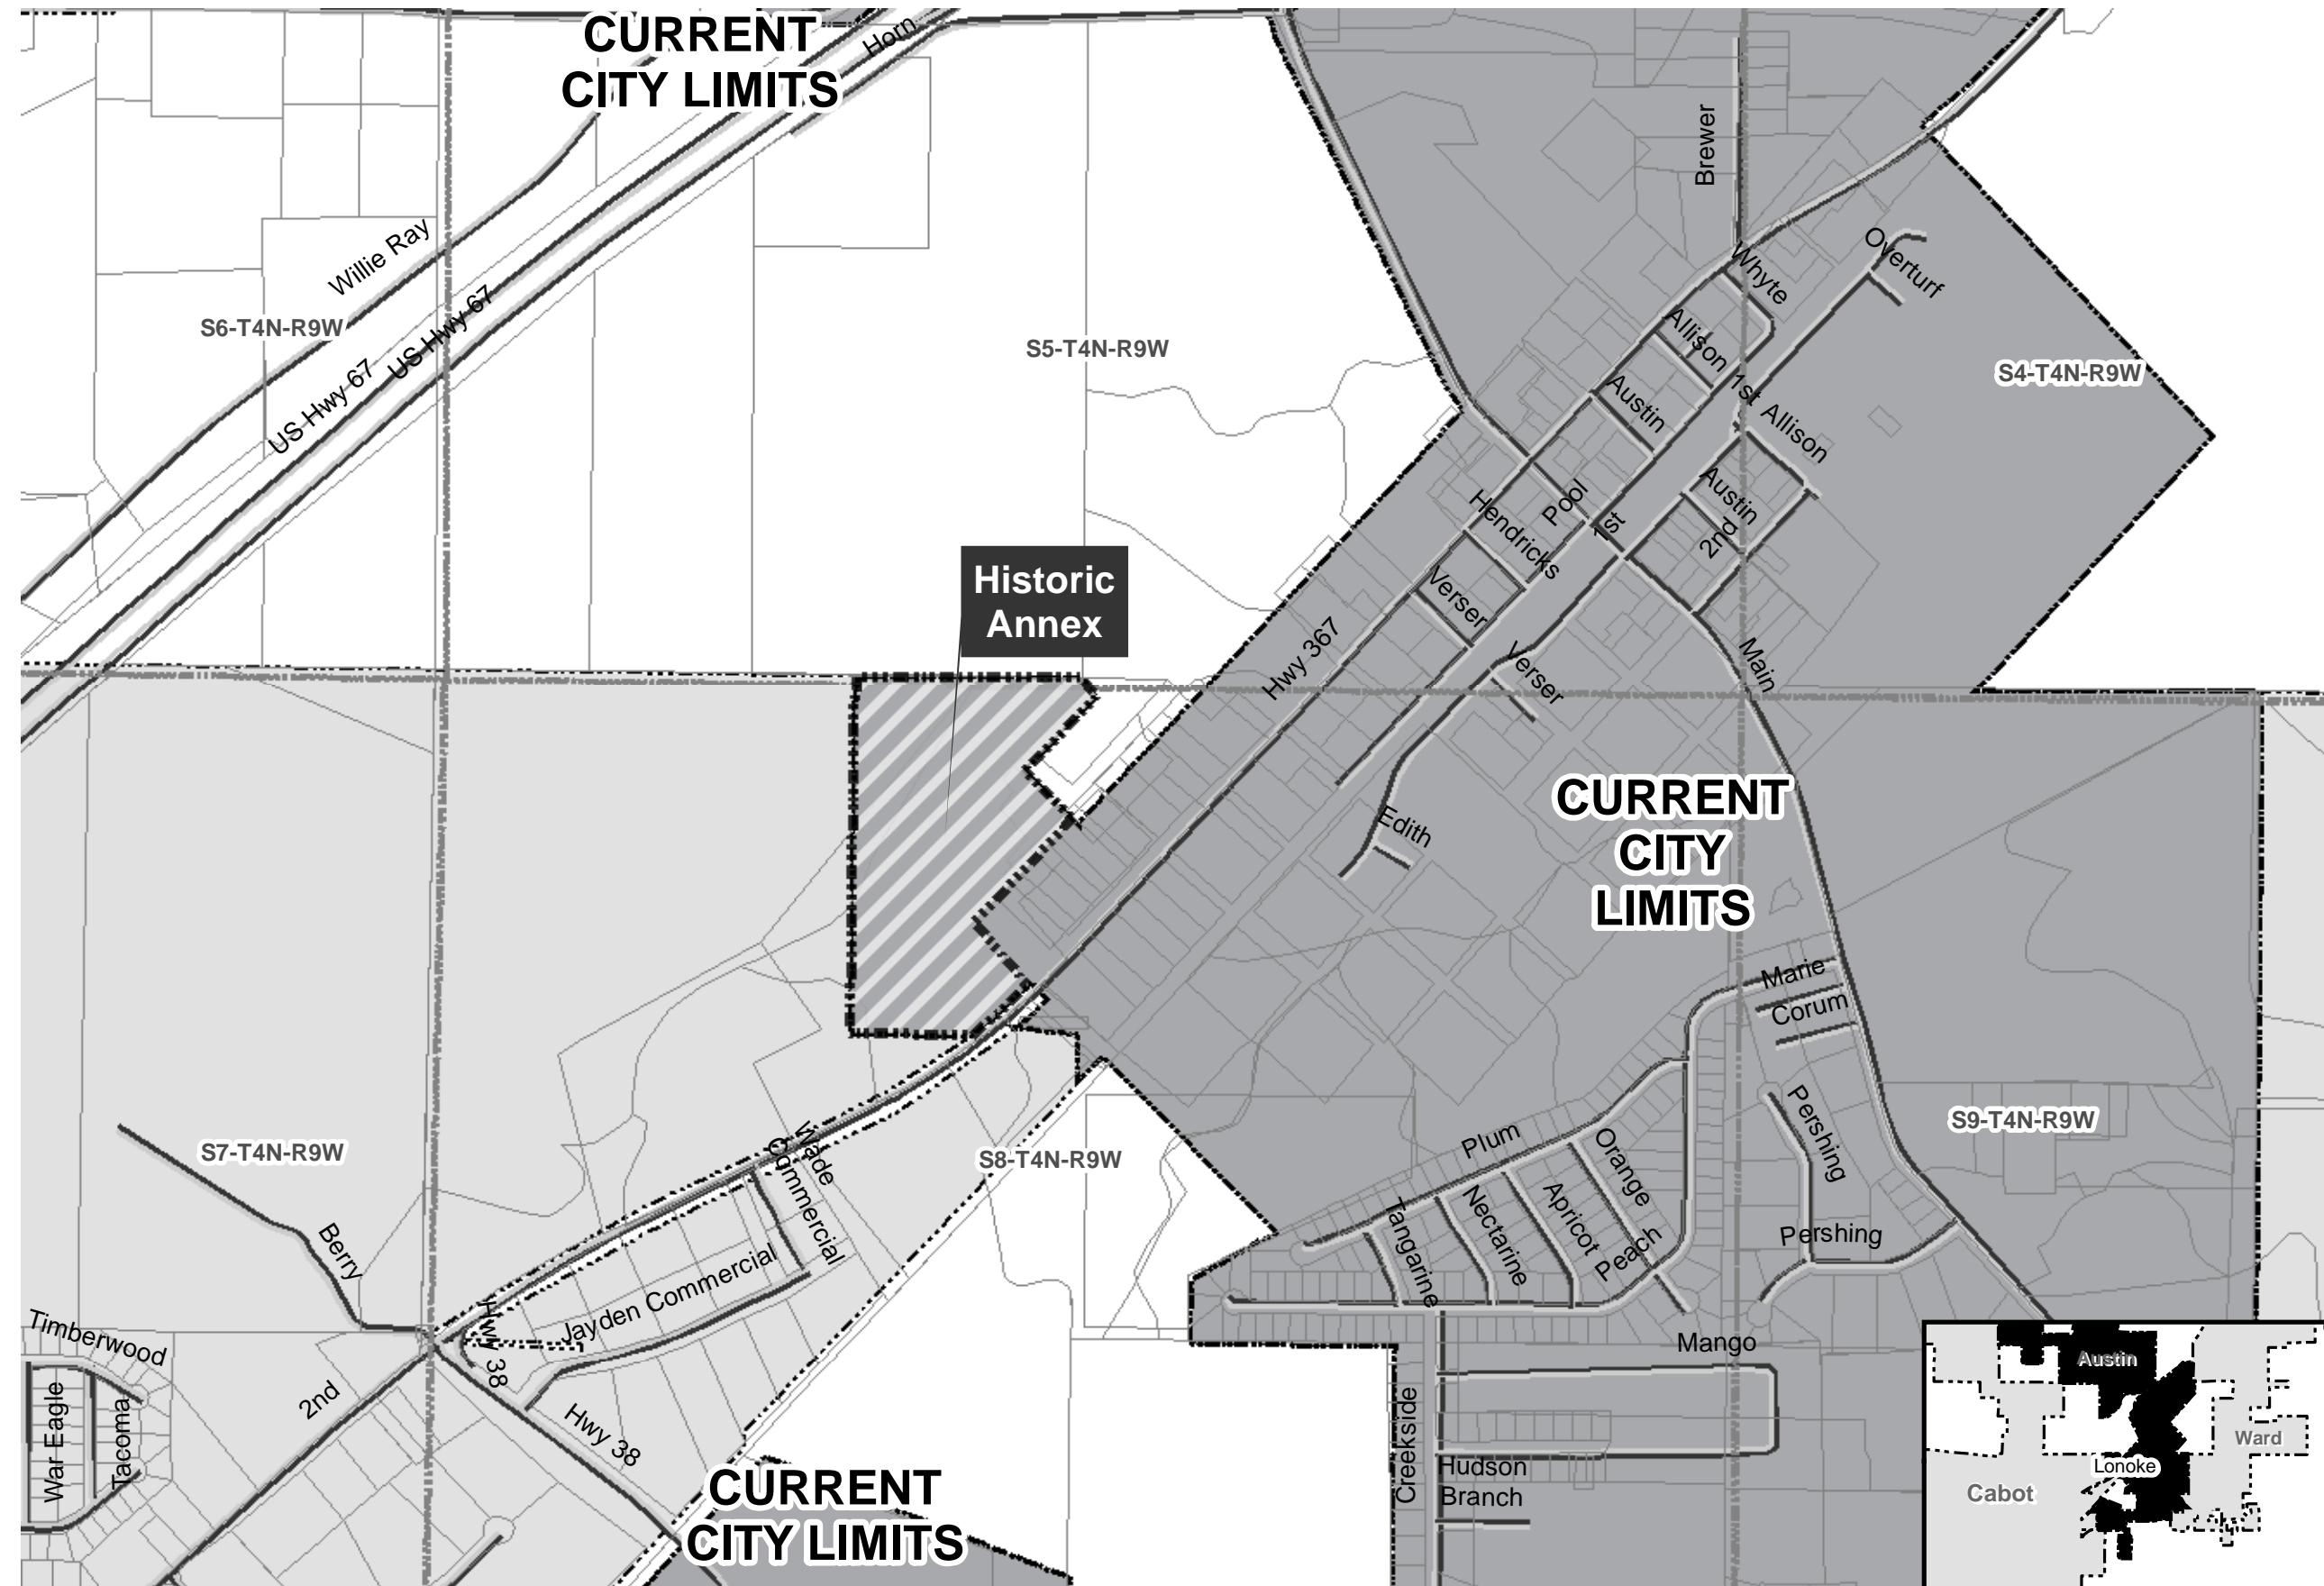 CURRENT
CITY LIMITS
Horn
Brewer
Willie Ray
Whyte
Overturf
US Hwy 67
US Hwy 67
S6-T4N-R9W
S5-T4N-R9W
S4-T4N-R9W
Allison
1st
Allison
Austin
Austin
2nd
Pool
1st
Hendricks
Verser
Historic
Annex
Hwy 367
Verser
Main
Edith
CURRENT
CITY
LIMITS
Marie
Corum
Pershing
S7-T4N-R9W
S8-T4N-R9W
S9-T4N-R9W
Wade
Commercial
Plum
Orange
Apricot
Nectarine
Tangarine
Peach
Pershing
Berry
Jayden Commercial
Hwy 38
Timberwood
War Eagle
Tacoma
2nd
Hwy 38
Mango
Creekside
Hudson
Branch
CURRENT
CITY LIMITS
Austin
Ward
Lonoke
Cabot